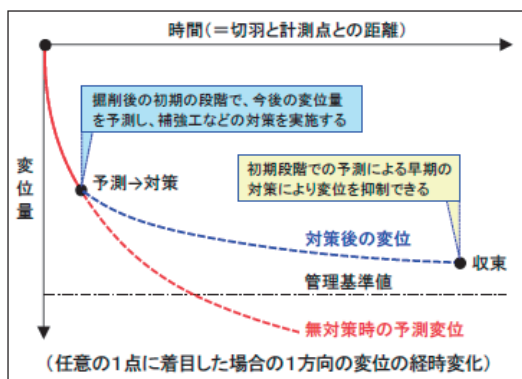 時間(=切羽と計測点との距離)
掘削後の初期の段階で、今後の変位量
を予測し、補強工などの対策を実施する
変位量
予測→対策
初期段階での予測による早期の
対策により変位を抑制できる
対策後の変位
収束
管理基準値
無対策時の予測変位
(任意の1点に着目した場合の1方向の変位の経時変化)